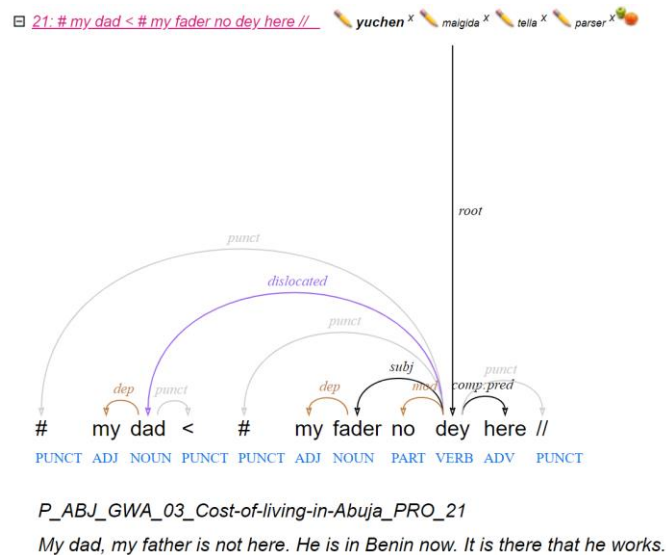 21: # my dad < # my fader no dey here // yuchen x maigida x tella x parser x
root
punct
dislocated
punct
subj punct
dep punct dep mod comp:pred
# my dad < # my fader no dey here //
PUNCT ADJ NOUN PUNCT PUNCT ADJ NOUN PART VERB ADV PUNCT
P_ABJ_GWA_03_Cost-of-living-in-Abuja_PRO_21
My dad, my father is not here. He is in Benin now. It is there that he works.